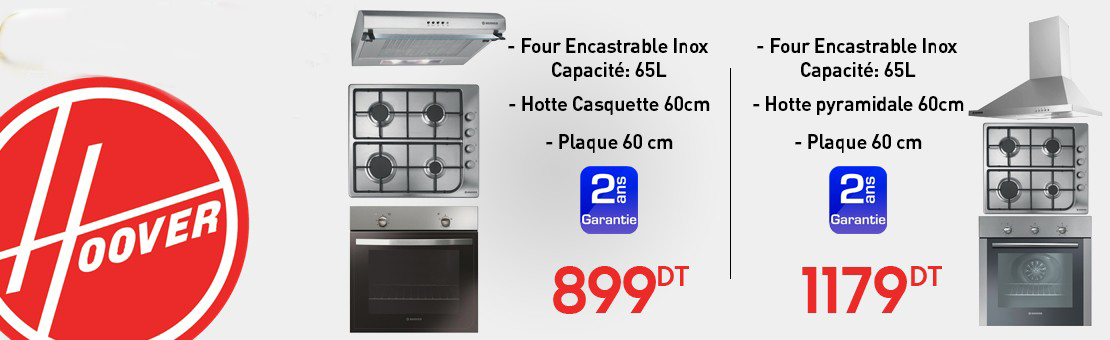 HOOVER
- Four Encastrable Inox
Capacité: 65L
- Hotte Casquette 60cm
- Plaque 60 cm
2 ans
Garantie
899DT
- Four Encastrable Inox
Capacité: 65L
- Hotte pyramidale 60cm
- Plaque 60 cm
2 ans
Garantie
1179DT